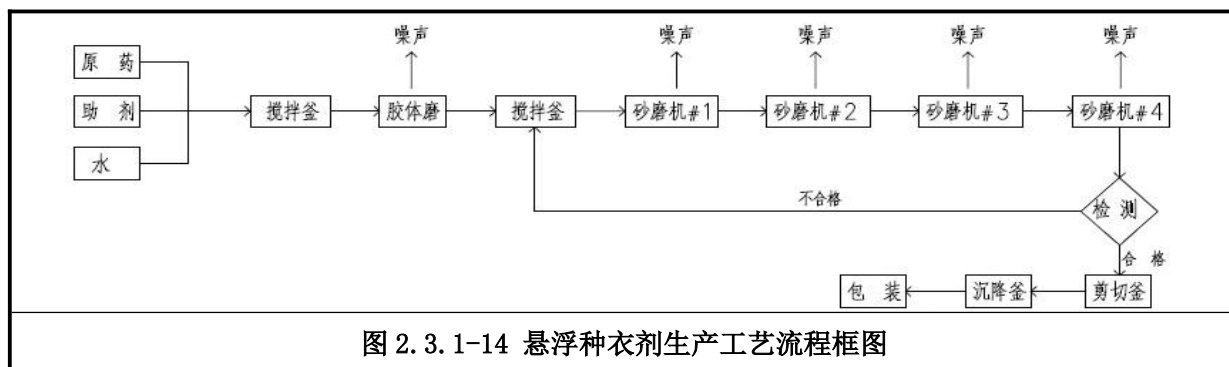 噪声 噪声 噪声 噪声 噪声
原 药
助 剂
水
搅拌釜
胶体磨
搅拌釜
砂磨机#1
砂磨机#2
砂磨机#3
砂磨机#4
不合格
检 测
合 格
包 装
沉降釜
剪切釜
图 2.3.1-14 悬浮种衣剂生产工艺流程框图